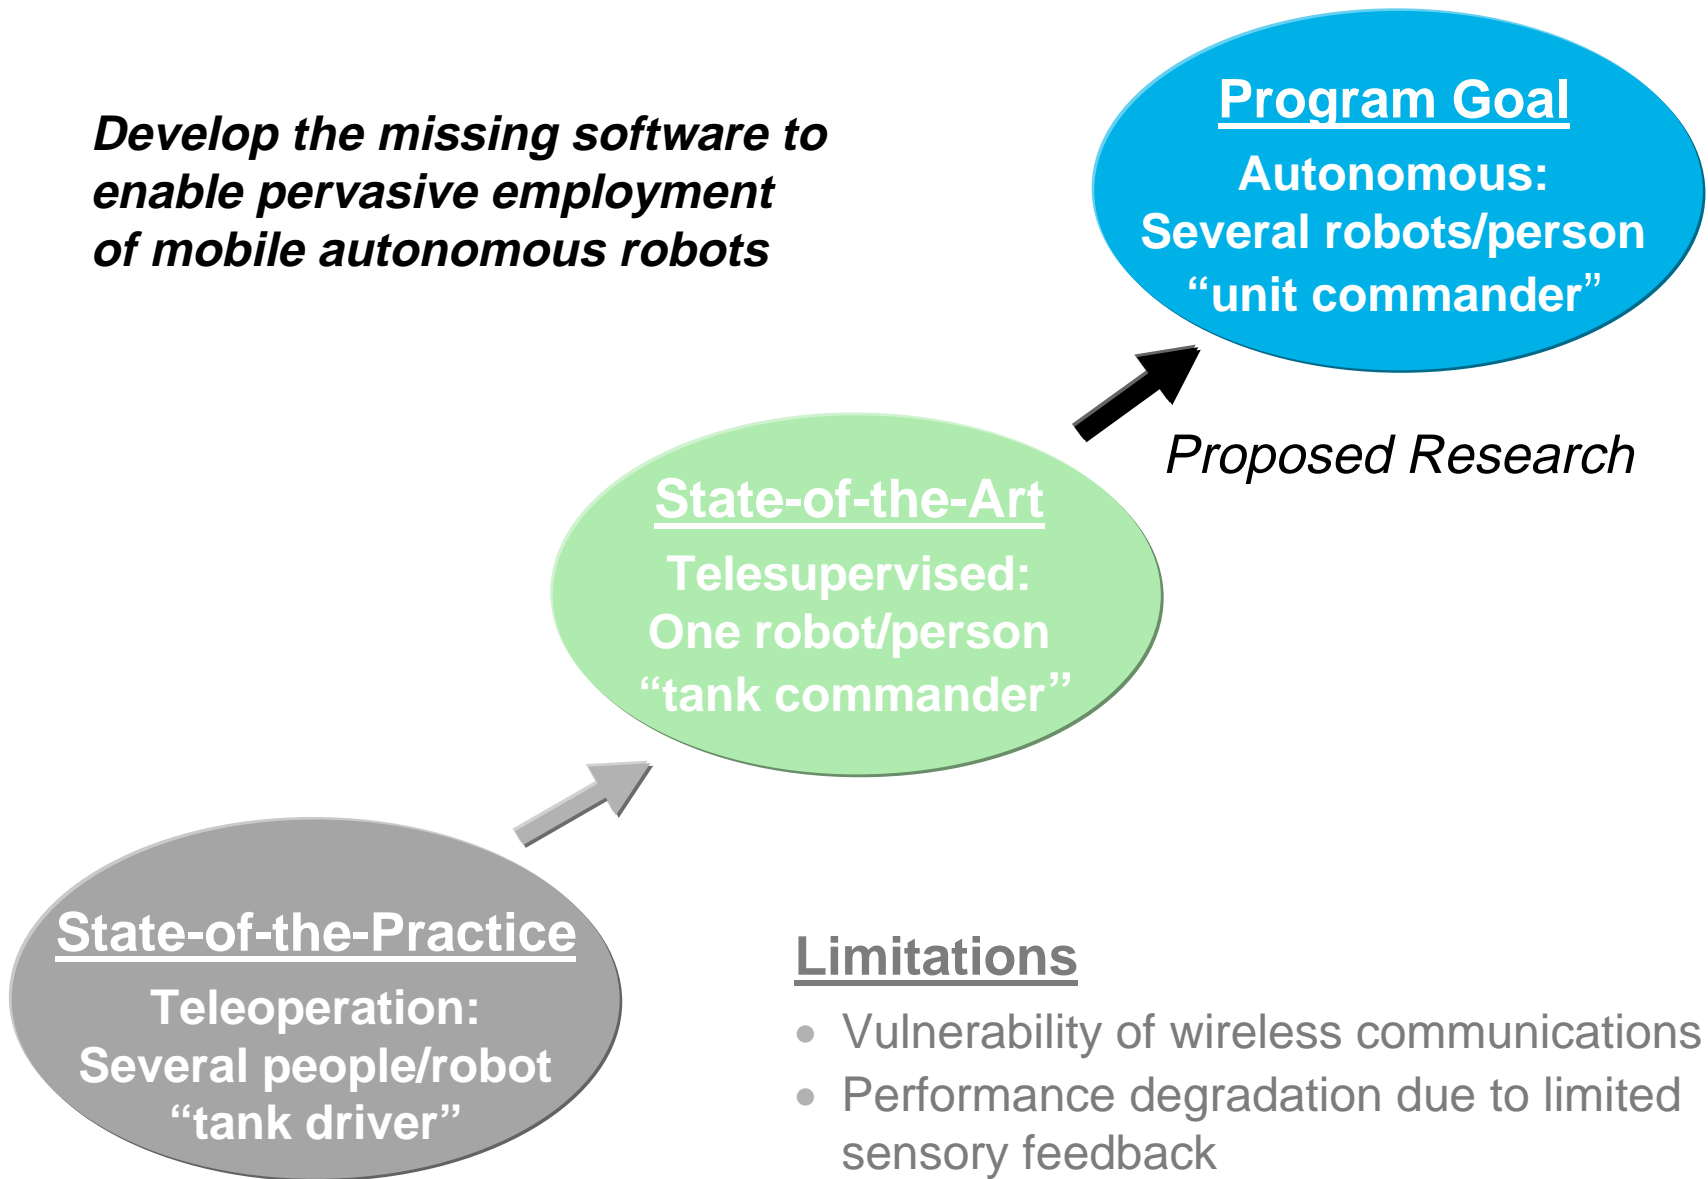 Develop the missing software to
enable pervasive employment
of mobile autonomous robots
Program Goal
Autonomous:
Several robots/person
“unit commander”
Proposed Research
State-of-the-Art
Telesupervised:
One robot/person
“tank commander”
State-of-the-Practice
Teleoperation:
Several people/robot
“tank driver”
Limitations
• Vulnerability of wireless communications
• Performance degradation due to limited
sensory feedback